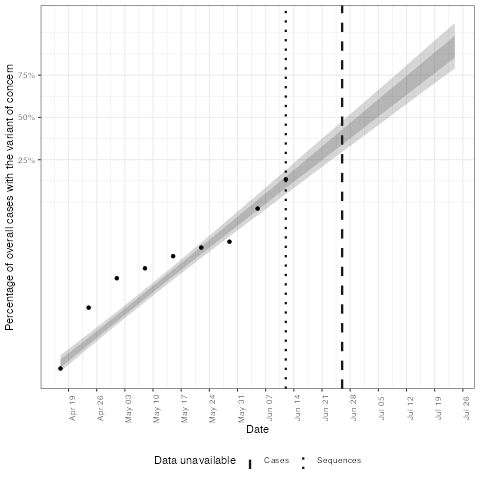 Percentage of overall cases with the variant of concern
75%
50%
25%
Apr 19
Apr 26
May 03
May 10
May 17
May 24
May 31
Jun 07
Jun 14
Jun 21
Jun 28
Jul 05
Jul 12
Jul 19
Jul 26
Date
Data unavailable Cases Sequences